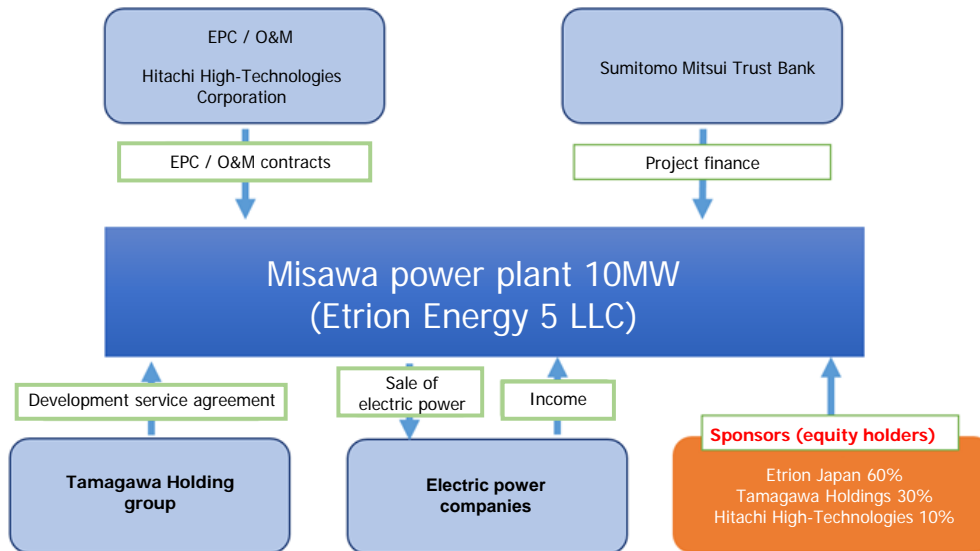 EPC / O&M
Hitachi High-Technologies
Corporation
Sumitomo Mitsui Trust Bank
EPC / O&M contracts
Project finance
Misawa power plant 10MW
(Etrion Energy 5 LLC)
Development service agreement
Sale of
electric power
Income
Sponsors (equity holders)
Tamagawa Holding
group
Electric power
companies
Etrion Japan 60%
Tamagawa Holdings 30%
Hitachi High-Technologies 10%